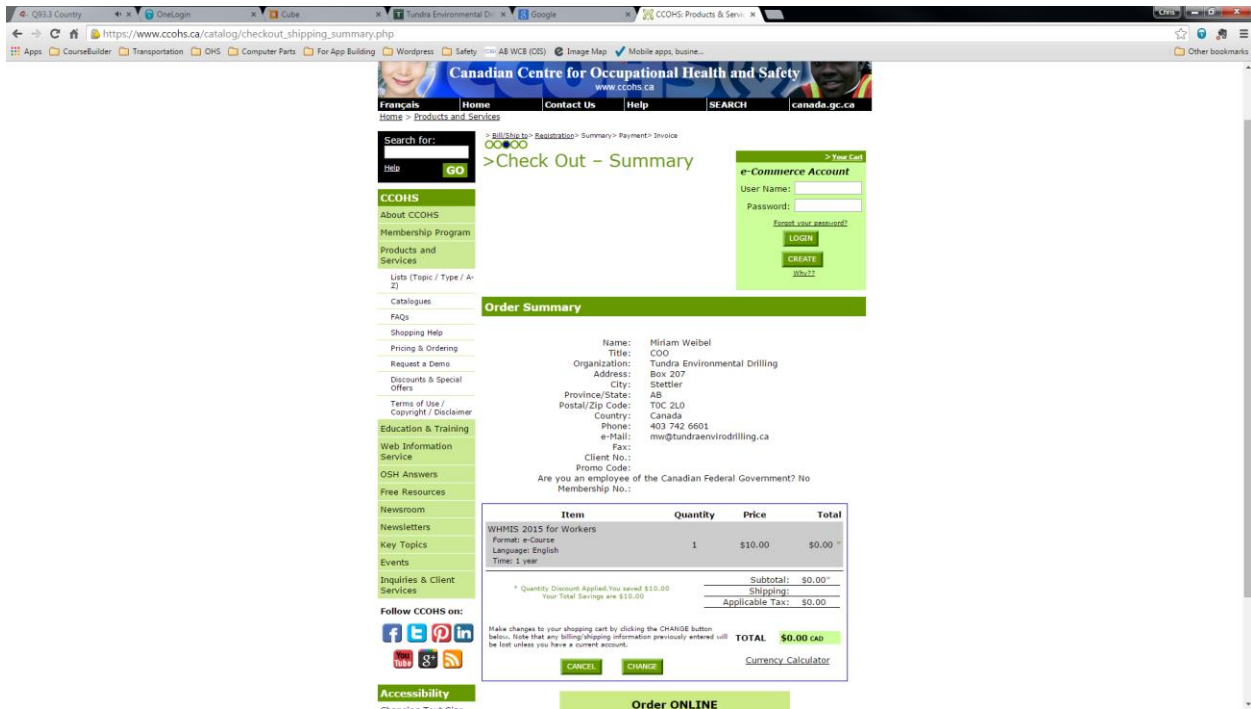 Q93.3 Country
OneLogin
Cube
Tundra Environmental Dri
Google
CCOHS: Products & Servic
Chris
https://www.ccohs.ca/catalog/checkout_shipping_summary.php
Apps CourseBuilder Transportation OHS Computer Parts For App Building Wordpress Safety AB WCB (OIS) Image Map Mobile apps, busine... Other bookmarks
Canadian Centre for Occupational Health and Safety
www.ccohs.ca
Français Home Contact Us Help SEARCH canada.gc.ca
Home > Products and Services
Search for:
Help GO
CCOHS
About CCOHS
Membership Program
Products and
Services
Lists (Topic / Type / A-
Z)
Catalogues
FAQs
Shopping Help
Pricing & Ordering
Request a Demo
Discounts & Special
Offers
Terms of Use /
Copyright / Disclaimer
Education & Training
Web Information
Service
OSH Answers
Free Resources
Newsroom
Newsletters
Key Topics
Events
Inquiries & Client
Services
Follow CCOHS on:
You
Tube
Accessibility
> Bill/Ship to> Registration> Summary> Payment> Invoice
>Check Out – Summary
> Your Cart
e-Commerce Account
User Name:
Password:
Forgot your password?
LOGIN
CREATE
Why??
Order Summary
Name: Miriam Weibel
Title: COO
Organization: Tundra Environmental Drilling
Address: Box 207
City: Stettler
Province/State: AB
Postal/Zip Code: T0C 2L0
Country: Canada
Phone: 403 742 6601
e-Mail: mw@tundraenvirodrilling.ca
Fax:
Client No.:
Promo Code:
Are you an employee of the Canadian Federal Government? No
Membership No.:
Item Quantity Price Total
WHMIS 2015 for Workers
Format: e-Course
Language: English
Time: 1 year
1 $10.00 $0.00 *
* Quantity Discount Applied.You saved $10.00
Your Total Savings are $10.00
Subtotal: $0.00*
Shipping:
Applicable Tax: $0.00
Make changes to your shopping cart by clicking the CHANGE button
below. Note that any billing/shipping information previously entered will
be lost unless you have a current account.
TOTAL $0.00 CAD
CANCEL CHANGE
Currency Calculator
Order ONLINE